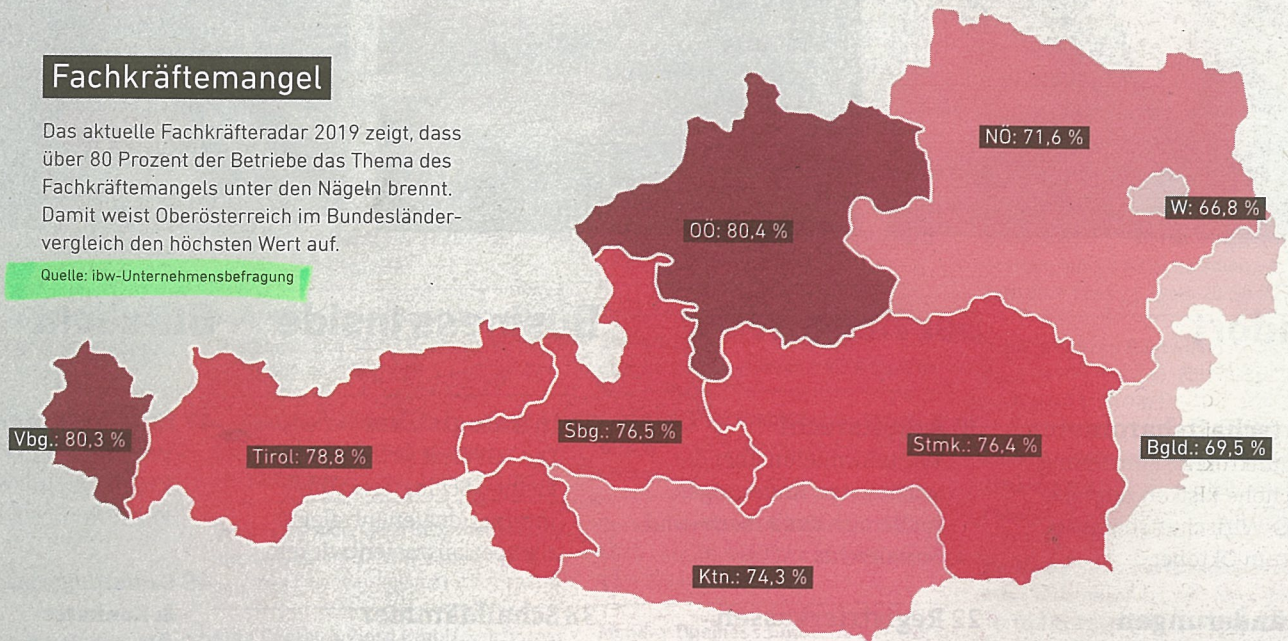 Fachkräftemangel
Das aktuelle Fachkräfteradar 2019 zeigt, dass
über 80 Prozent der Betriebe das Thema des
Fachkräftemangels unter den Nägeln brennt.
Damit weist Oberösterreich im Bundesländer-
vergleich den höchsten Wert auf.
Quelle: ibw-Unternehmensbefragung
NÖ: 71,6 %
W: 66,8 %
OÖ: 80,4 %
Vbg.: 80,3 %
Tirol: 78,8 %
Sbg.: 76,5 %
Stmk.: 76,4 %
Bgld.: 69,5 %
Ktn.: 74,3 %